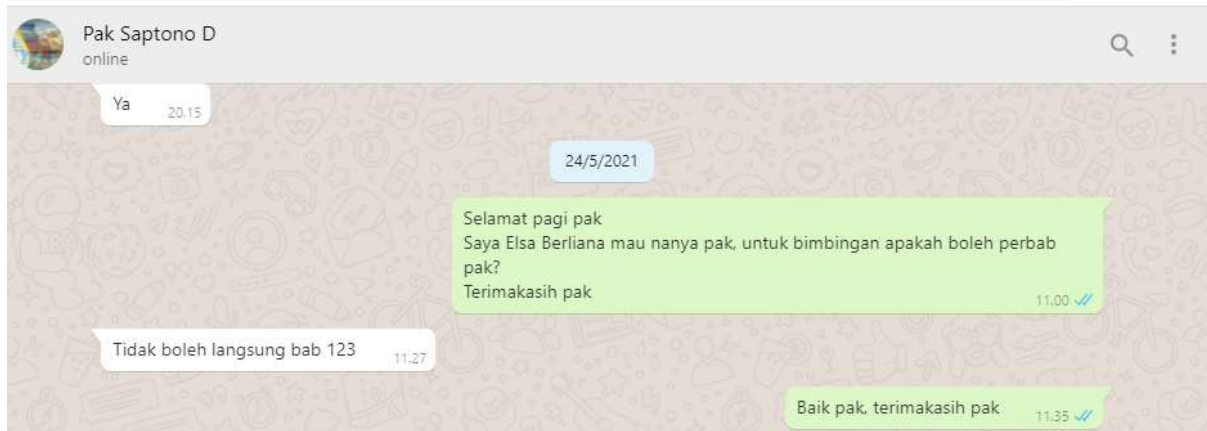 Pak Saptono D
online
Ya 20.15
24/5/2021
Selamat pagi pak
Saya Elsa Berliana mau nanya pak, untuk bimbingan apakah boleh perbab
pak?
Terimakasih pak 11.00
Tidak boleh langsung bab 123 11.27
Baik pak, terimakasih pak 11.35